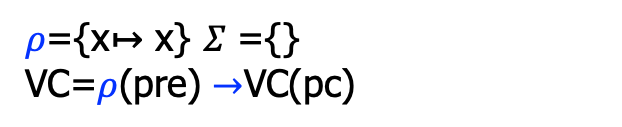 ρ={x↦ x} Σ ={}
VC=ρ(pre) →VC(pc)